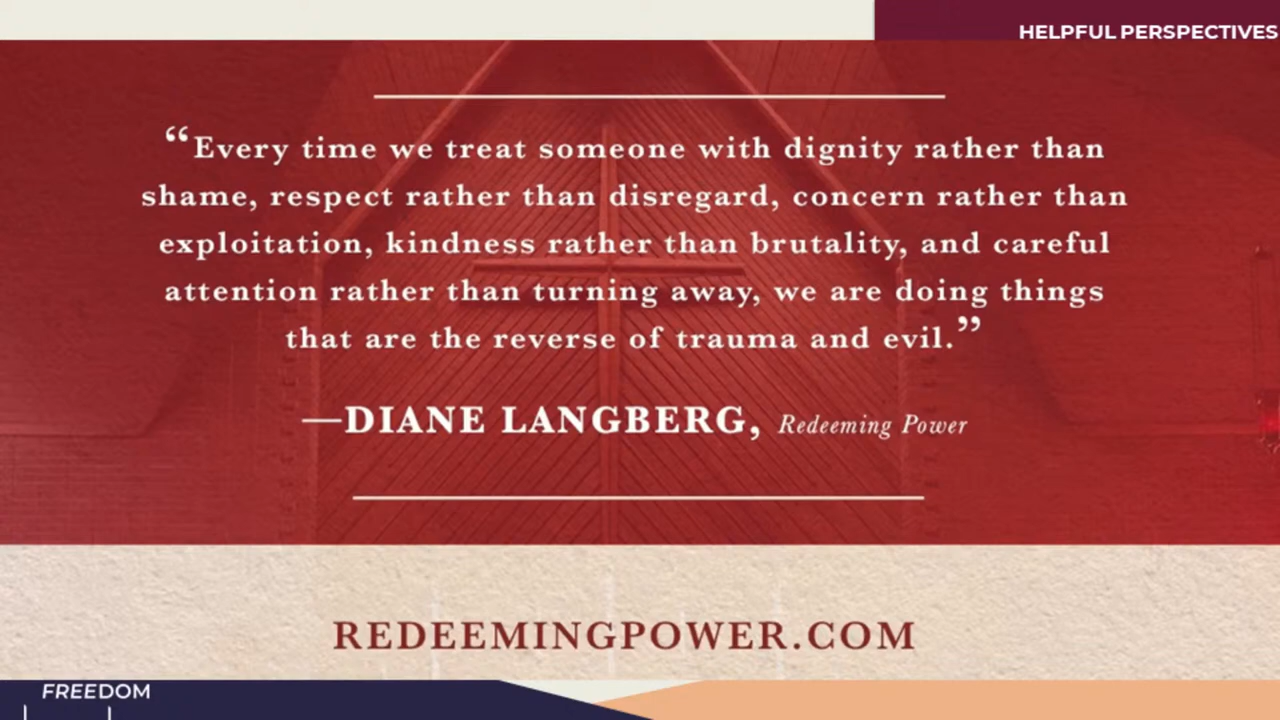 HELPFUL PERSPECTIVES
“Every time we treat someone with dignity rather than
shame, respect rather than disregard, concern rather than
exploitation, kindness rather than brutality, and careful
attention rather than turning away, we are doing things
that are the reverse of trauma and evil.”
—DIANE LANGBERG, Redeeming Power
REDEEMINGPOWER.COM
FREEDOM